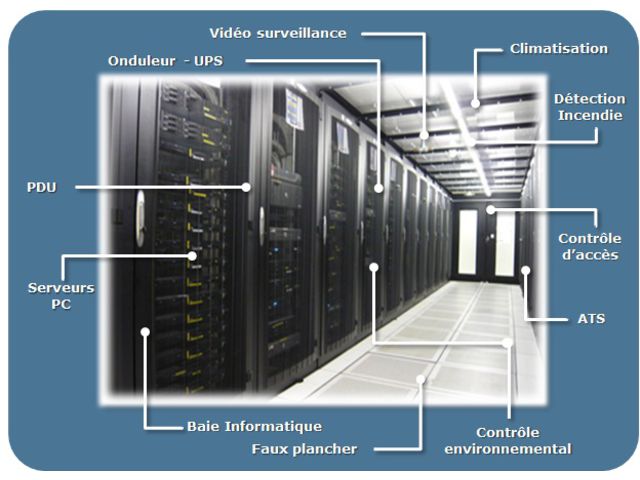 Vidéo surveillance
Onduleur - UPS
Climatisation
Détection
Incendie
PDU
Contrôle
d’accès
Serveurs
PC
ATS
Baie Informatique
Faux plancher
Contrôle
environnemental